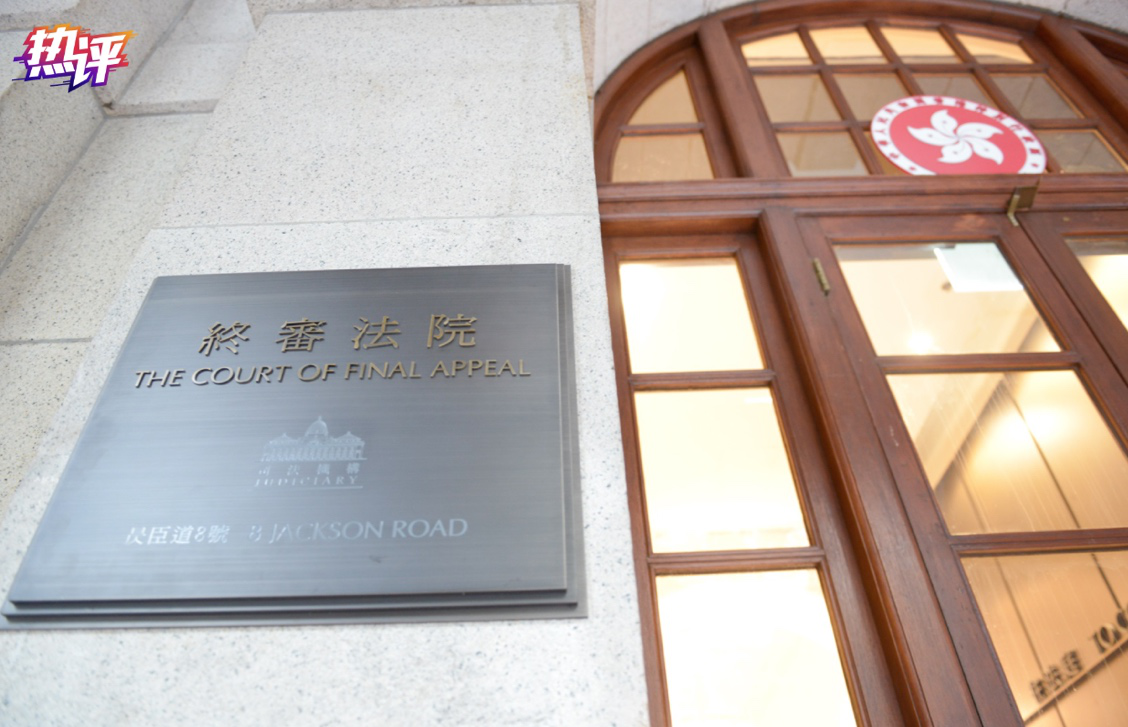 热评
終審法院
THE COURT OF FINAL APPEAL
司法機構
JUDICIARY
昃臣道8號 8 JACKSON ROAD